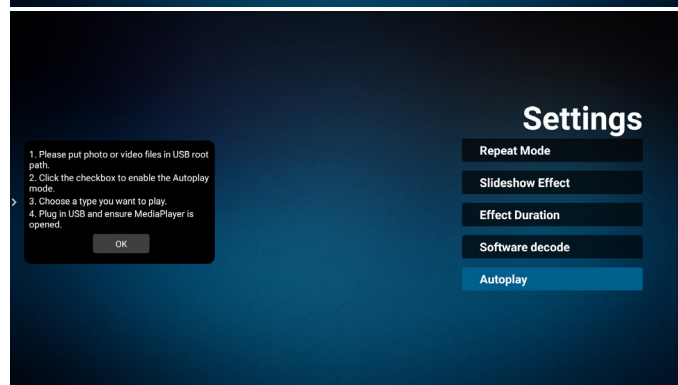 Settings
1. Please put photo or video files in USB root
path.
2. Click the checkbox to enable the Autoplay
mode.
3. Choose a type you want to play.
4. Plug in USB and ensure MediaPlayer is
opened.
OK
Repeat Mode
Slideshow Effect
Effect Duration
Software decode
Autoplay